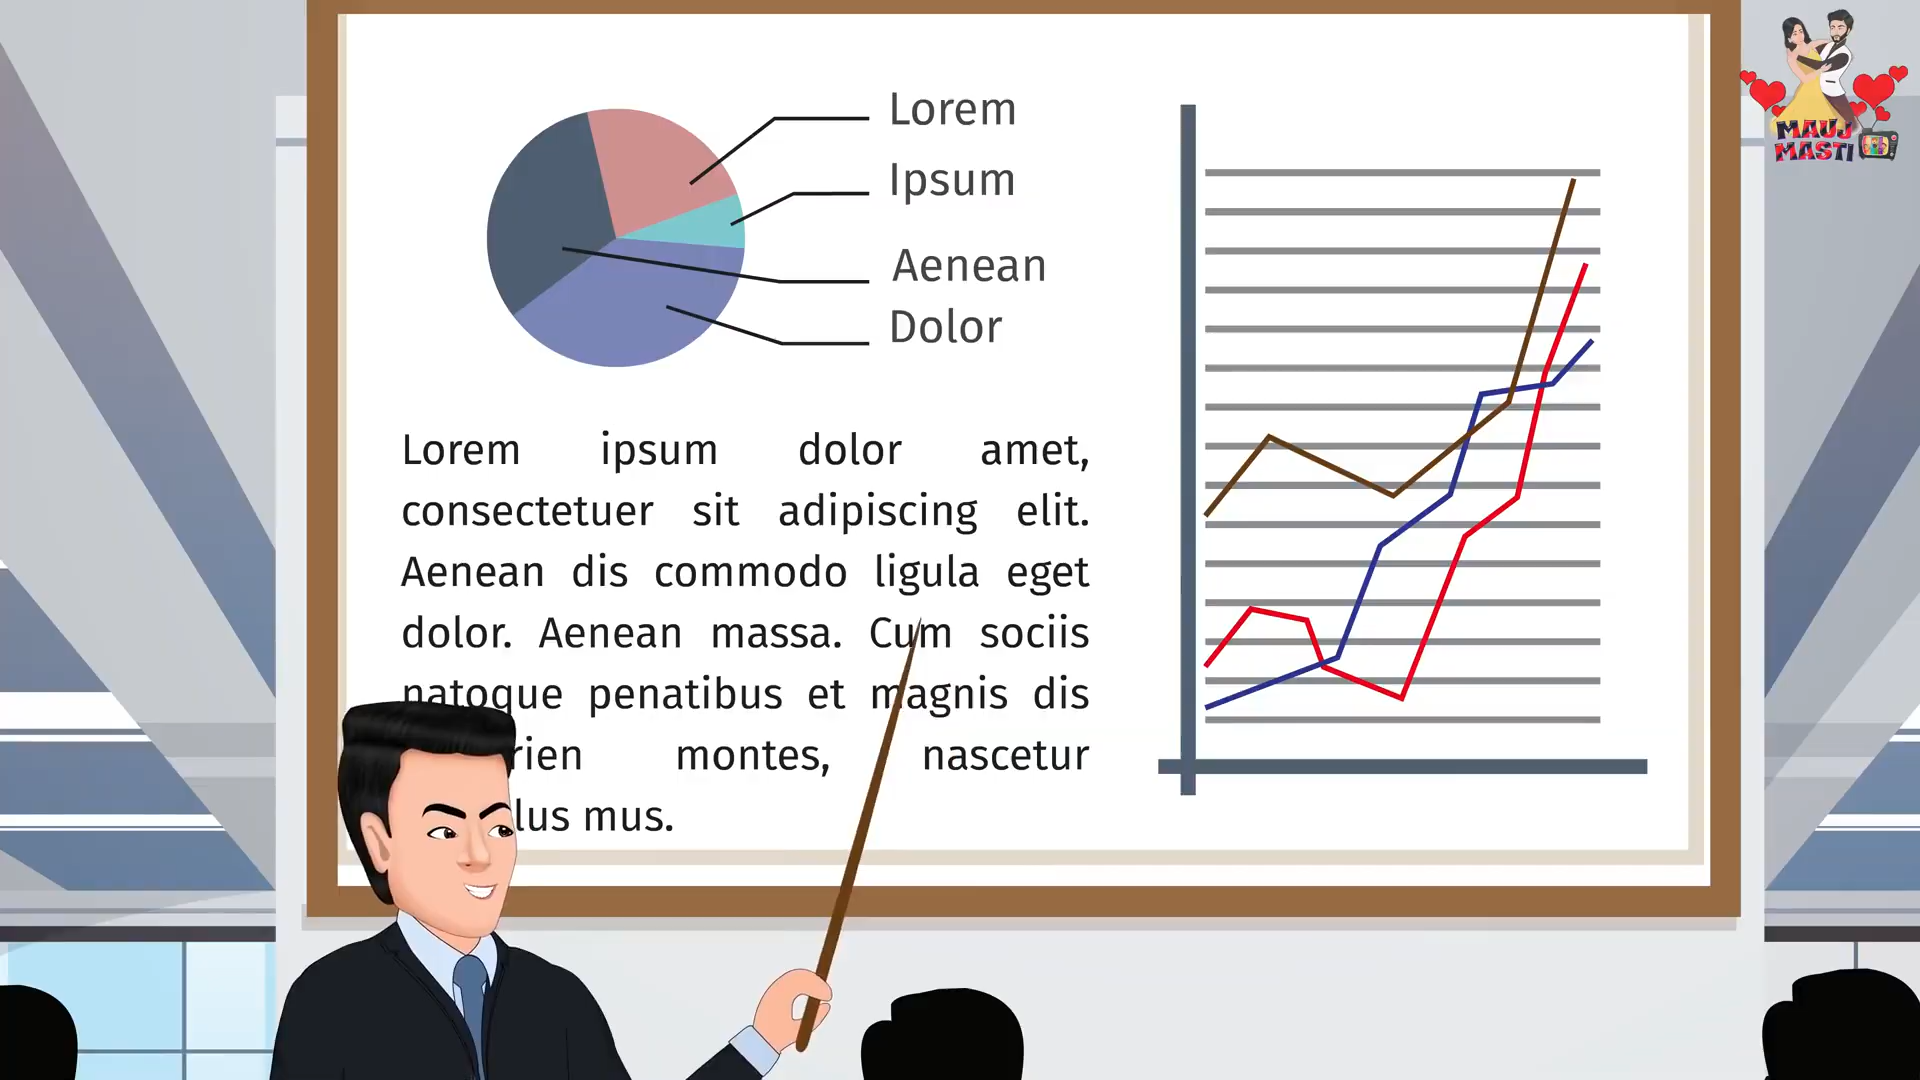 Lorem
Ipsum
Aenean
Dolor
Lorem ipsum dolor amet,
consectetuer sit adipiscing elit.
Aenean dis commodo ligula eget
dolor. Aenean massa. Cum sociis
natoque penatibus et magnis dis
rien montes, nascetur
lus mus.
MAUJ
MASTI